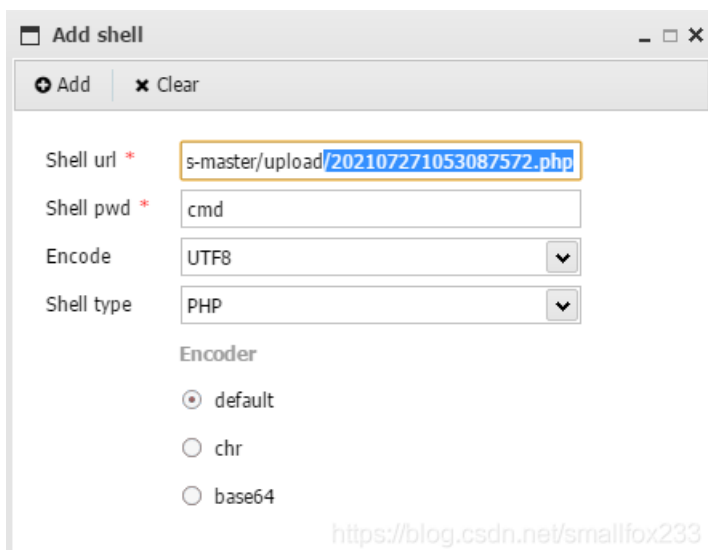 Add shell
Add Clear
Shell url * s-master/upload/202107271053087572.php
Shell pwd * cmd
Encode UTF8
Shell type PHP
Encoder
default
chr
base64
https://blog.csdn.net/smallfox233